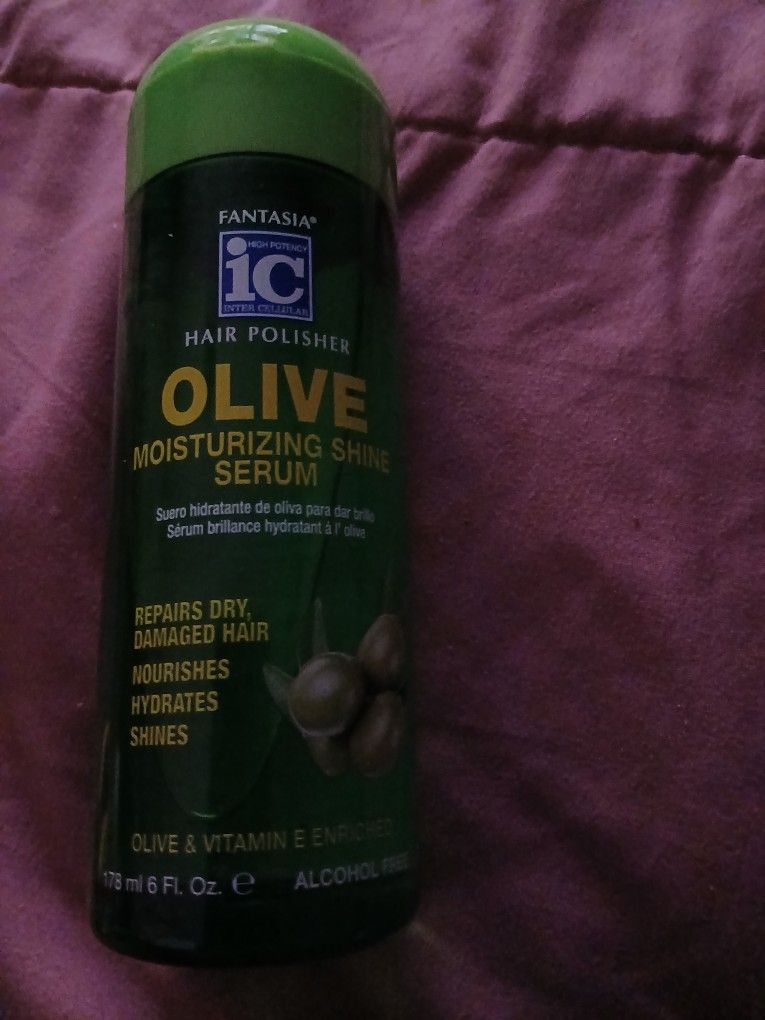 FANTASIA®
HIGH POTENCY
ic
INTER CELLULAR
HAIR POLISHER
OLIVE
MOISTURIZING SHINE
SERUM
Suero hidratante de oliva para dar brillo
Sérum brillance hydratant à l' olive
REPAIRS DRY,
DAMAGED HAIR
NOURISHES
HYDRATES
SHINES
OLIVE & VITAMIN E ENRICHED
178 ml 6 Fl. Oz. ℮ ALCOHOL FREE